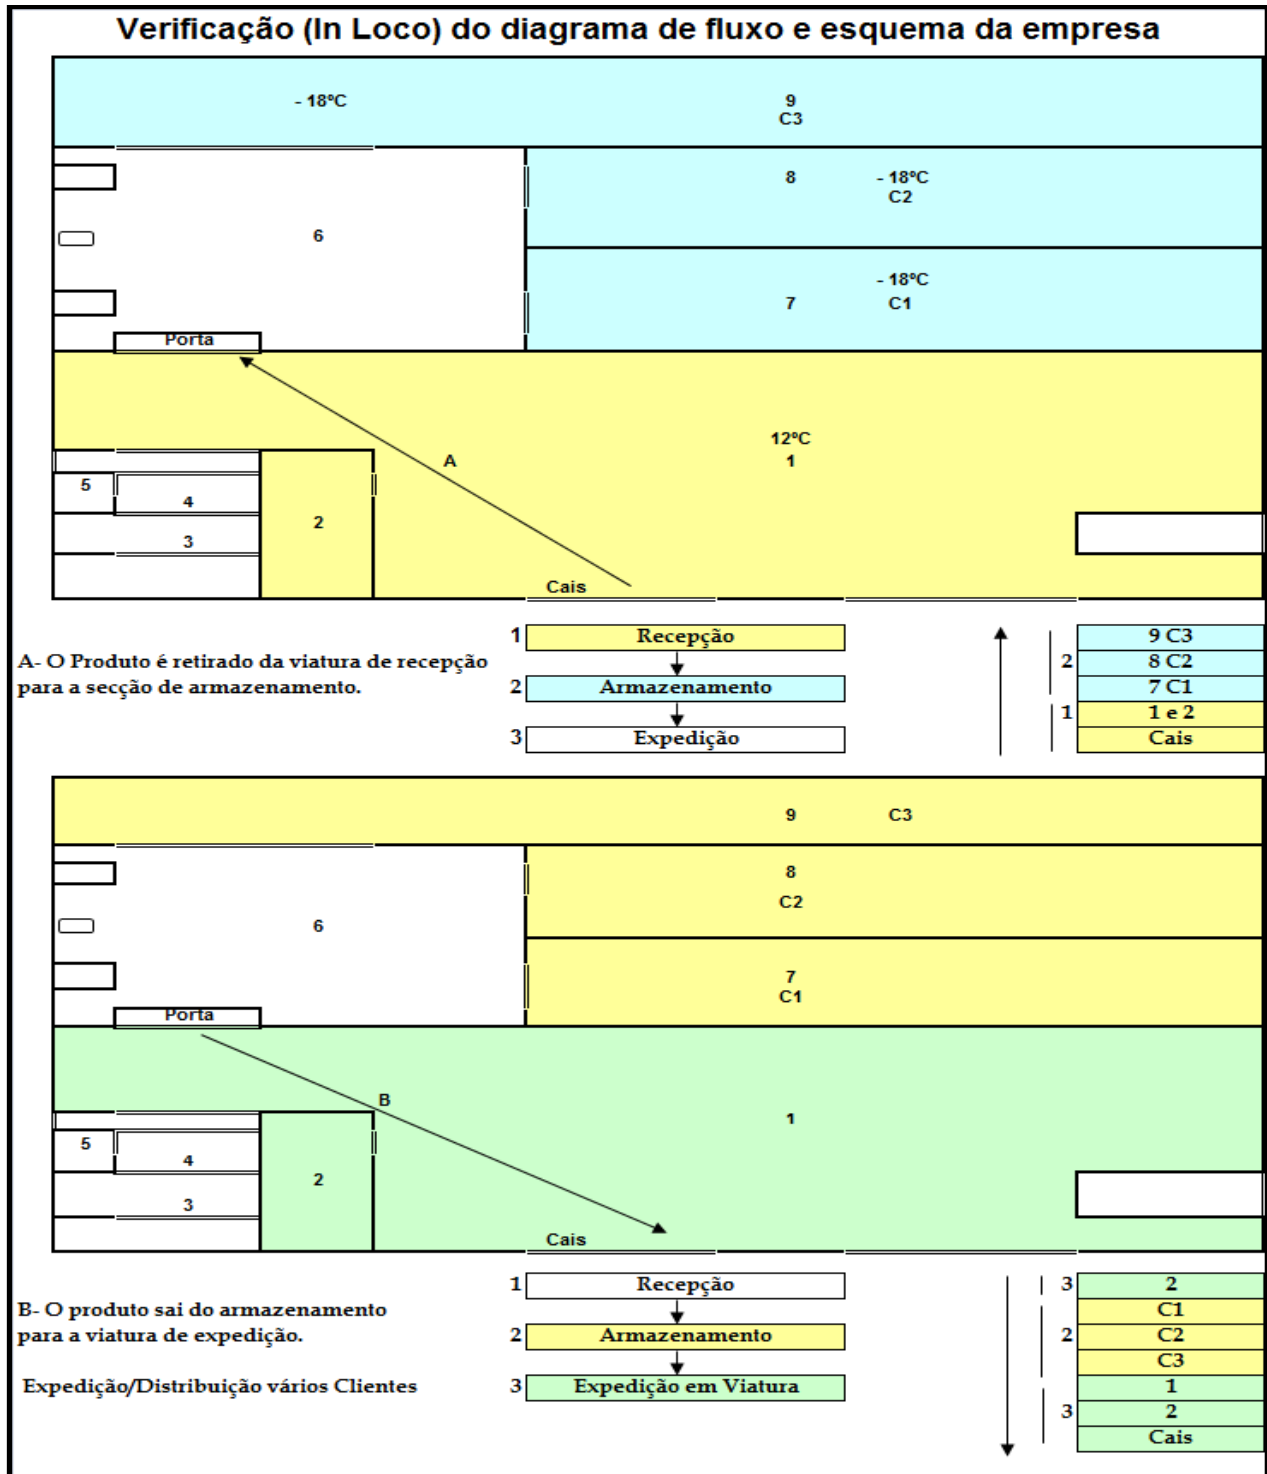 Verificação (In Loco) do diagrama de fluxo e esquema da empresa
- 18ºC
9
C3
8
- 18ºC
C2
6
- 18ºC
7
C1
Porta
12ºC
A
1
5
4
2
3
Cais
1
Recepção
9 C3
A- O Produto é retirado da viatura de recepção
2
8 C2
para a secção de armazenamento.
2
Armazenamento
7 C1
1
1 e 2
3
Expedição
Cais
9
C3
8
C2
6
7
C1
Porta
B
1
5
4
2
3
Cais
1
Recepção
3
2
B- O produto sai do armazenamento
C1
para a viatura de expedição.
2
Armazenamento
2
C2
C3
Expedição/Distribuição vários Clientes
3
Expedição em Viatura
1
3
2
Cais